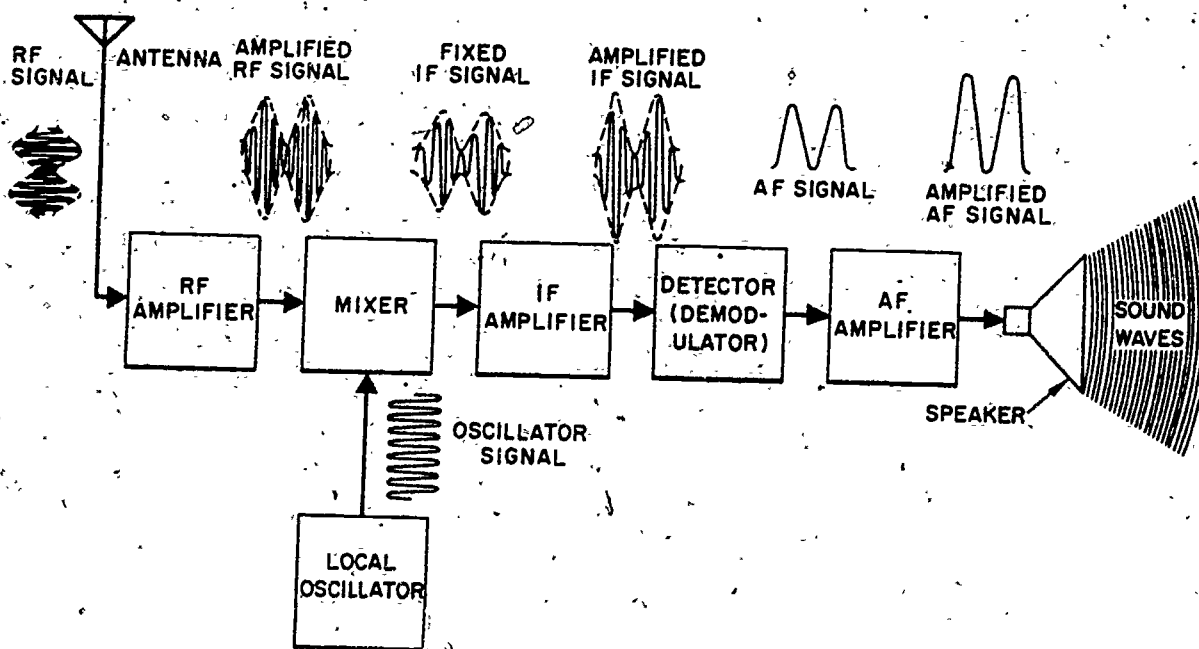 RF
SIGNAL
ANTENNA
AMPLIFIED
RF SIGNAL
FIXED
IF SIGNAL
AMPLIFIED
IF SIGNAL
AF SIGNAL
AMPLIFIED
AF SIGNAL
RF
AMPLIFIER
MIXER
IF
AMPLIFIER
DETECTOR
(DEMOD-
ULATOR)
AF
AMPLIFIER
SOUND
WAVES
SPEAKER
OSCILLATOR
SIGNAL
LOCAL
OSCILLATOR